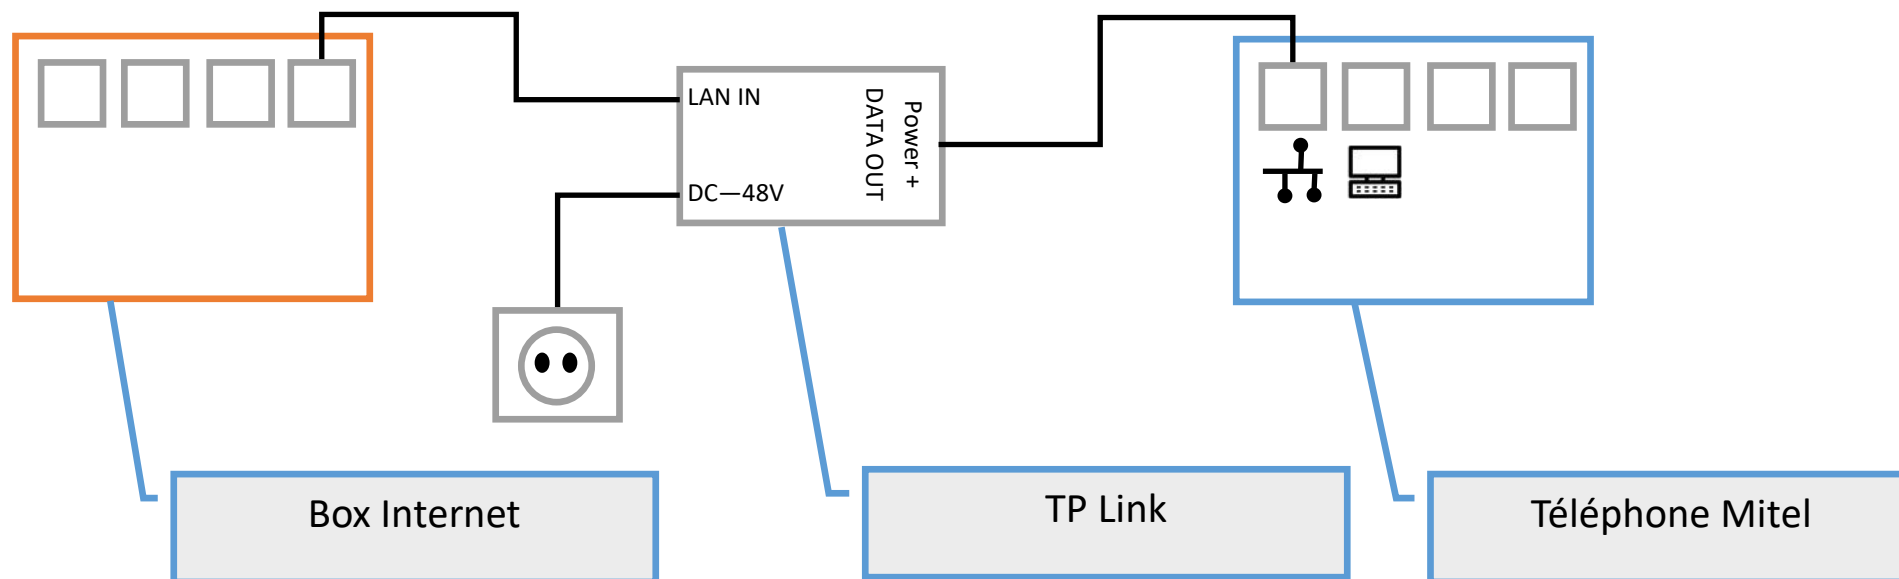 LAN IN
DC—48V
Power +
DATA OUT
Box Internet
TP Link
Téléphone Mitel